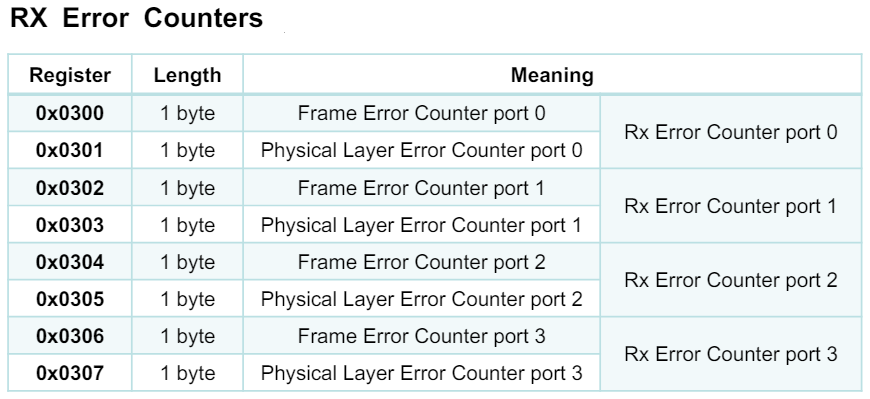 RX Error Counters
Register Length Meaning
0x0300 1 byte Frame Error Counter port 0
Rx Error Counter port 0
0x0301 1 byte Physical Layer Error Counter port 0
0x0302 1 byte Frame Error Counter port 1
Rx Error Counter port 1
0x0303 1 byte Physical Layer Error Counter port 1
0x0304 1 byte Frame Error Counter port 2
Rx Error Counter port 2
0x0305 1 byte Physical Layer Error Counter port 2
0x0306 1 byte Frame Error Counter port 3
Rx Error Counter port 3
0x0307 1 byte Physical Layer Error Counter port 3